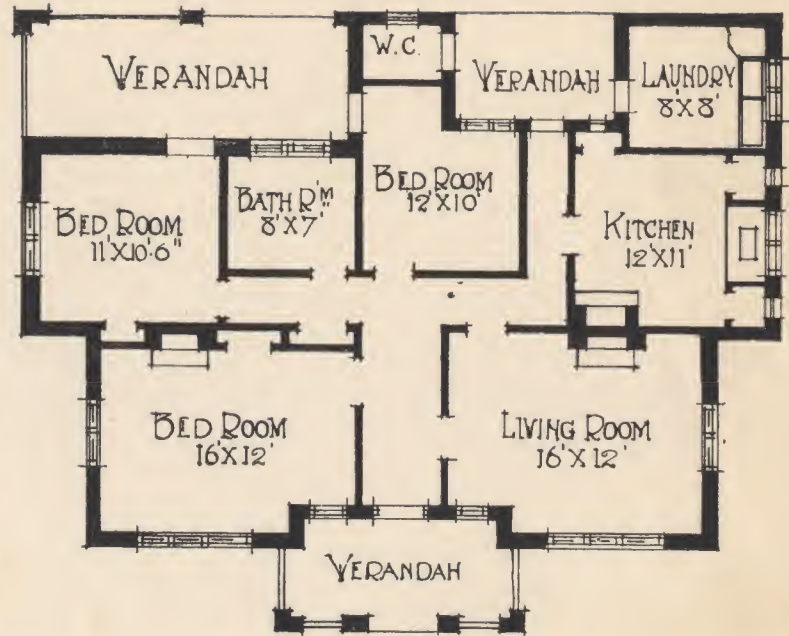 VERANDAH
W.C.
VERANDAH
LAUNDRY
8'X8'
BED ROOM
11'X10'·6"
BATH R'M
8'X7'
BED ROOM
12'X10'
KITCHEN
12'X11'
BED ROOM
16'X12'
LIVING ROOM
16'X12'
VERANDAH